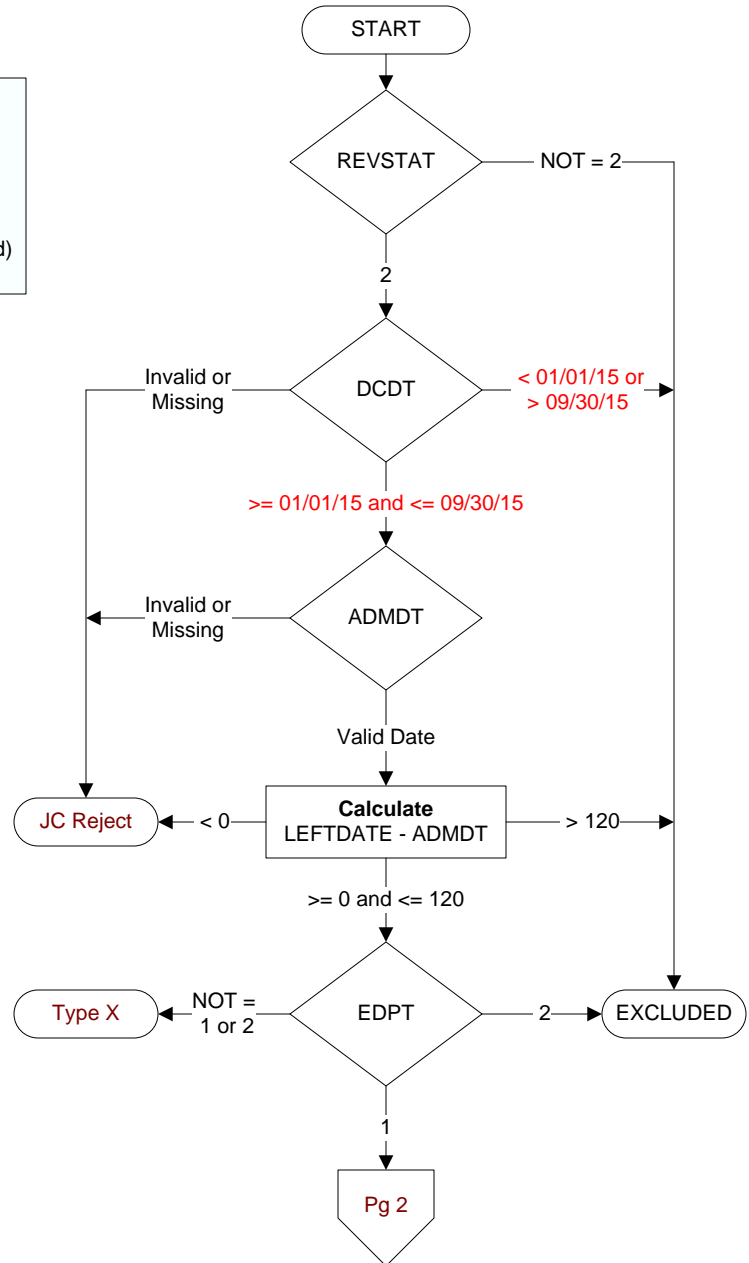 START
REVSTAT
NOT = 2
d)
2
Invalid or
Missing
DCDT
< 01/01/15 or
> 09/30/15
>= 01/01/15 and <= 09/30/15
Invalid or
Missing
ADMDT
Valid Date
JC Reject
< 0
Calculate
LEFTDATE - ADMDT
> 120
>= 0 and <= 120
Type X
NOT =
1 or 2
EDPT
2
EXCLUDED
1
Pg 2